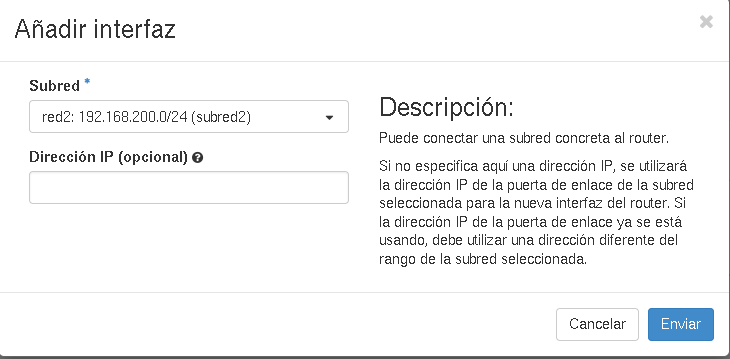 Añadir interfaz
×
Subred *
red2: 192.168.200.0/24 (subred2)
Dirección IP (opcional)
Descripción:
Puede conectar una subred concreta al router.
Si no especifica aquí una dirección IP, se utilizará
la dirección IP de la puerta de enlace de la subred
seleccionada para la nueva interfaz del router. Si
la dirección IP de la puerta de enlace ya se está
usando, debe utilizar una dirección diferente del
rango de la subred seleccionada.
Cancelar
Enviar